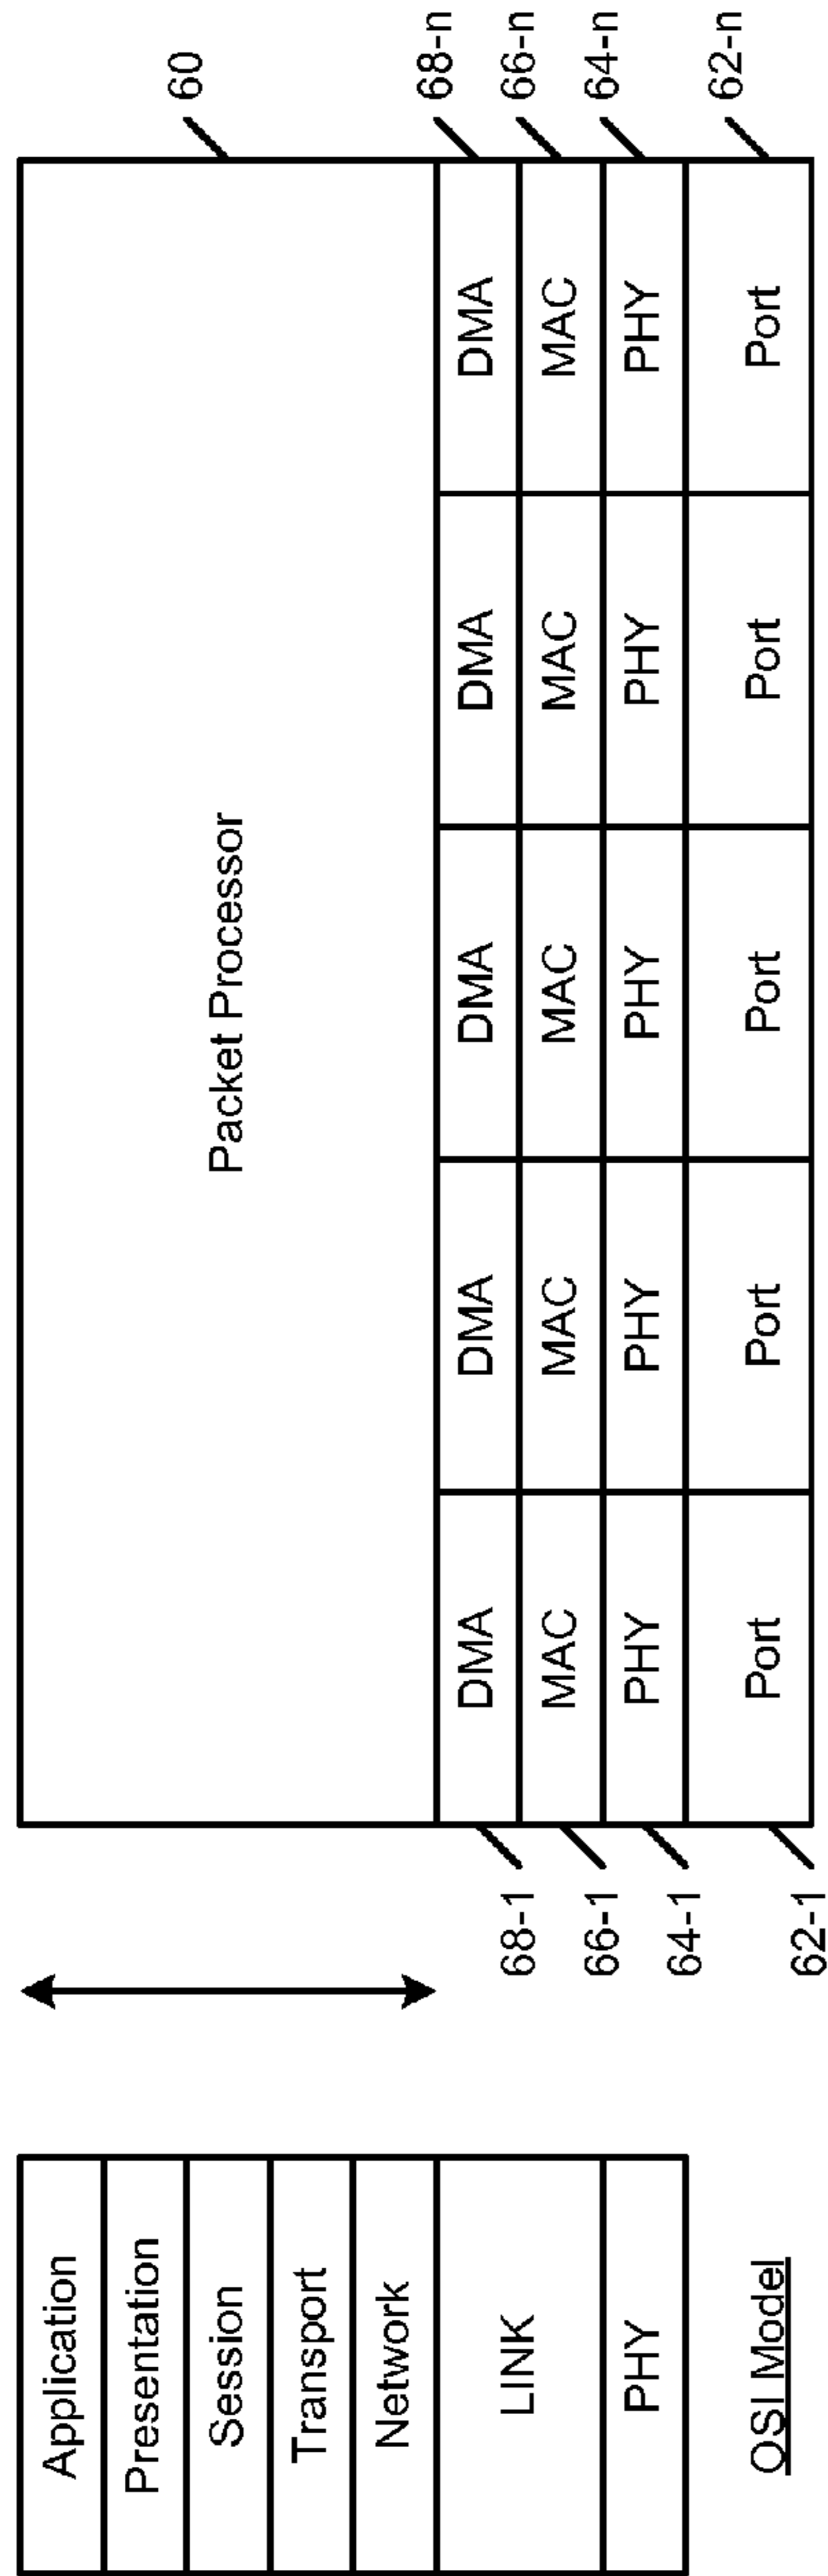 Application
Presentation
Session
Transport
Network
LINK
PHY
OSI Model
Packet Processor
60
DMA DMA DMA DMA DMA
MAC MAC MAC MAC MAC
PHY PHY PHY PHY PHY
Port Port Port Port Port
68-1
66-1
64-1
62-1
68-n
66-n
64-n
62-n